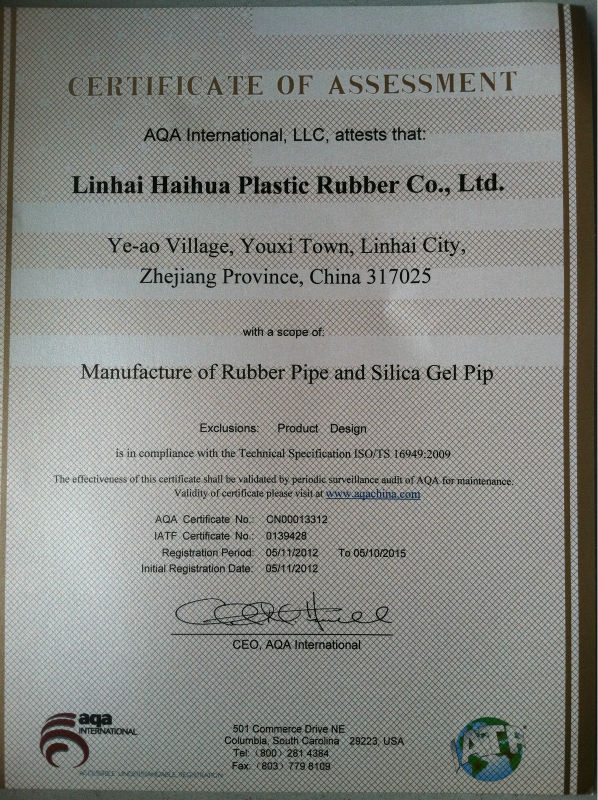 CERTIFICATE OF ASSESSMENT
AQA International, LLC, attests that:
Linhai Haihua Plastic Rubber Co., Ltd.
Ye-ao Village, Youxi Town, Linhai City,
Zhejiang Province, China 317025
with a scope of:
Manufacture of Rubber Pipe and Silica Gel Pip
Exclusions: Product Design
is in compliance with the Technical Specification ISO/TS 16949:2009
The effectiveness of this certificate shall be validated by periodic surveillance audit of AQA for maintenance.
Validity of certificate please visit at www.aqachina.com
AQA Certificate No.: CN00013312
IATF Certificate No.: 0139428
Registration Period: 05/11/2012 To 05/10/2015
Initial Registration Date: 05/11/2012
CEO, AQA International
aqa
INTERNATIONAL
ACCESSIBLE UNDERSTANDABLE REGISTRATION
501 Commerce Drive NE
Columbia, South Carolina 29223, USA
Tel: (800) 281 4384
Fax: (803) 779 8109